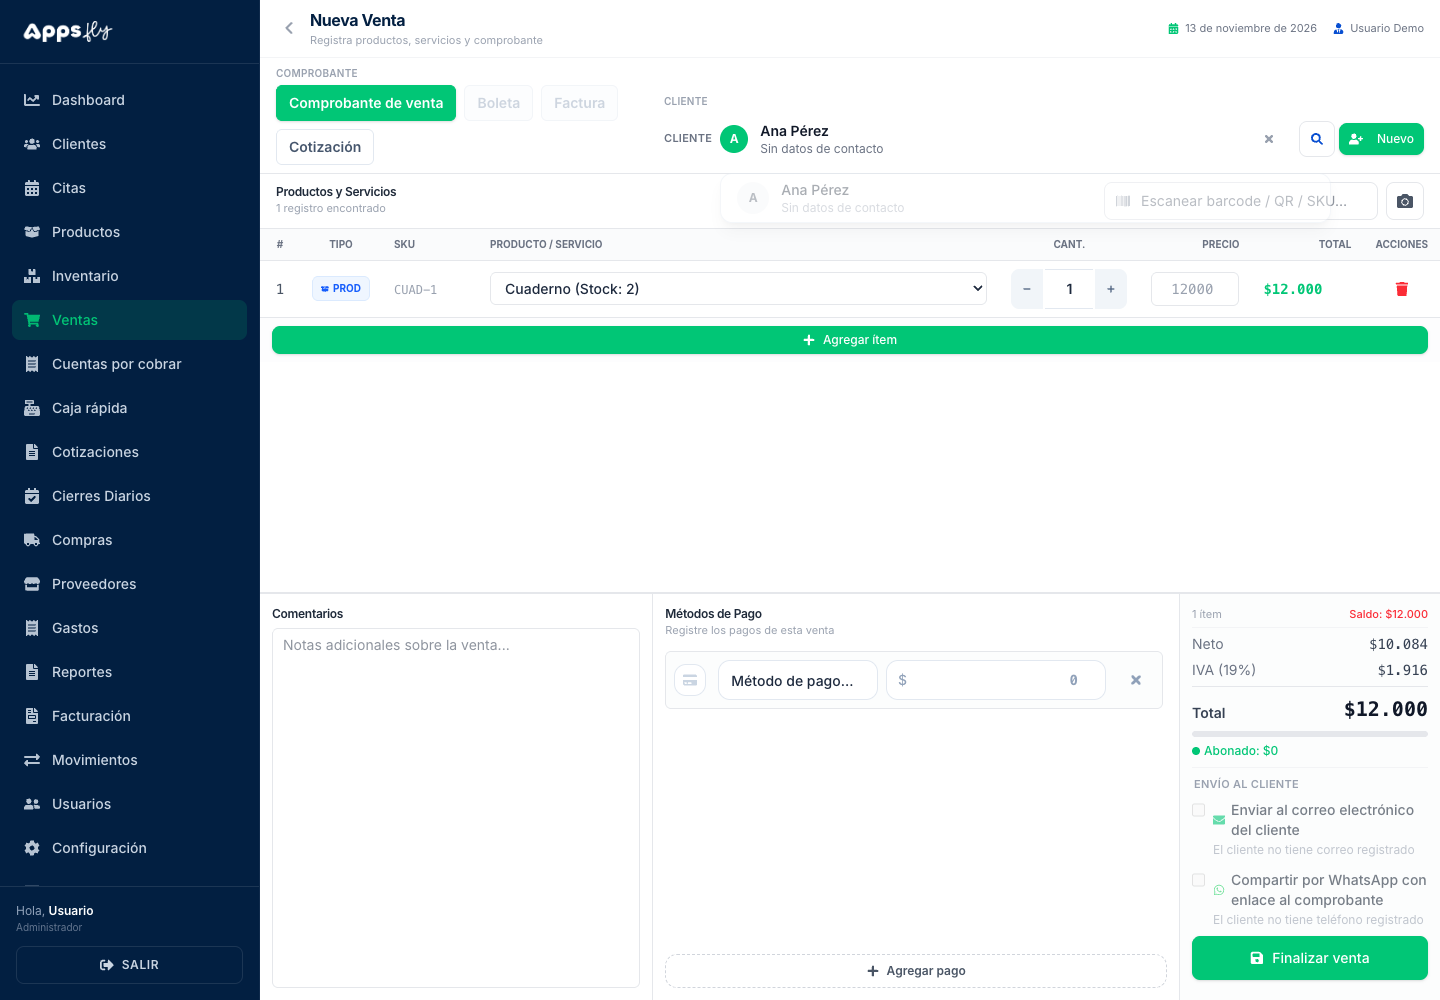 Appsfly
Dashboard
Clientes
Citas
Productos
Inventario
Ventas
Cuentas por cobrar
Caja rápida
Cotizaciones
Cierres Diarios
Compras
Proveedores
Gastos
Reportes
Facturación
Movimientos
Usuarios
Configuración
Hola, Usuario
Administrador
SALIR
Nueva Venta
Registra productos, servicios y comprobante
13 de noviembre de 2026
Usuario Demo
COMPROBANTE
Comprobante de venta
Boleta
Factura
Cotización
CLIENTE
CLIENTE
A
Ana Pérez
Sin datos de contacto
Nuevo
Productos y Servicios
1 registro encontrado
A
Ana Pérez
Sin datos de contacto
Escanear barcode / QR / SKU...
# TIPO SKU PRODUCTO / SERVICIO CANT. PRECIO TOTAL ACCIONES
1 PROD CUAD-1 Cuaderno (Stock: 2) − 1 + 12000 $12.000
+ Agregar ítem
Comentarios
Notas adicionales sobre la venta...
Métodos de Pago
Registre los pagos de esta venta
Método de pago...
$ 0
+ Agregar pago
1 ítem Saldo: $12.000
Neto $10.084
IVA (19%) $1.916
Total $12.000
Abonado: $0
ENVÍO AL CLIENTE
Enviar al correo electrónico
del cliente
El cliente no tiene correo registrado
Compartir por WhatsApp con
enlace al comprobante
El cliente no tiene teléfono registrado
Finalizar venta